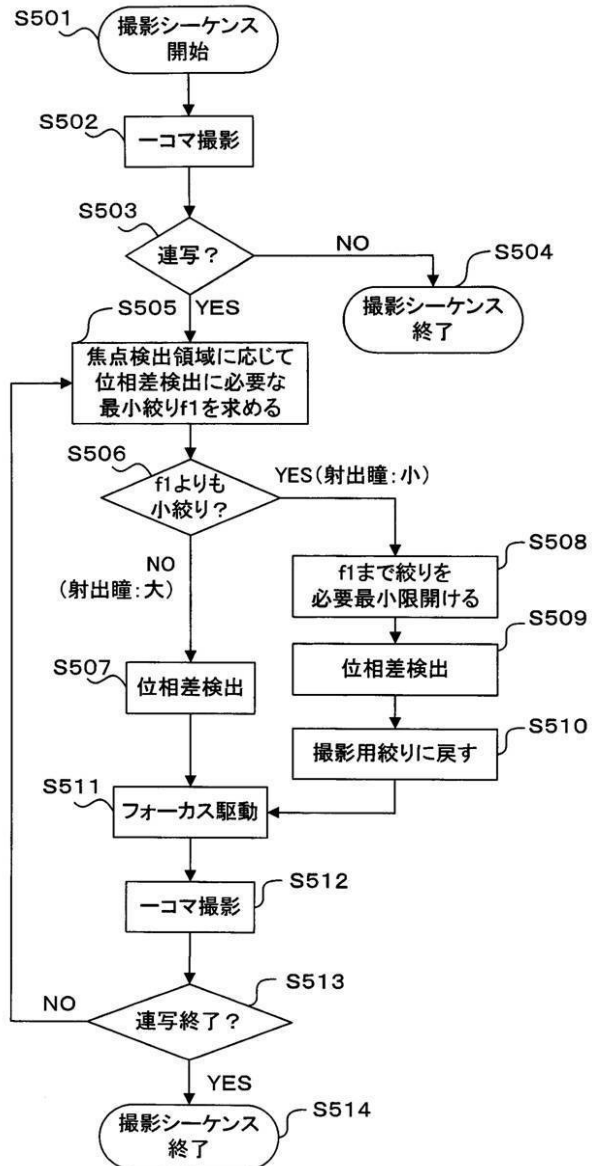 S501
撮影シーケンス
開始
S502
一コマ撮影
S503
連写？
NO
S504
撮影シーケンス
終了
YES
S505
焦点検出領域に応じて
位相差検出に必要な
最小絞りf1を求める
S506
f1よりも
小絞り？
YES(射出瞳：小)
NO
(射出瞳：大)
S508
f1まで絞りを
必要最小限開ける
S509
位相差検出
S507
位相差検出
S510
撮影用絞りに戻す
S511
フォーカス駆動
S512
一コマ撮影
S513
連写終了？
NO
YES
S514
撮影シーケンス
終了